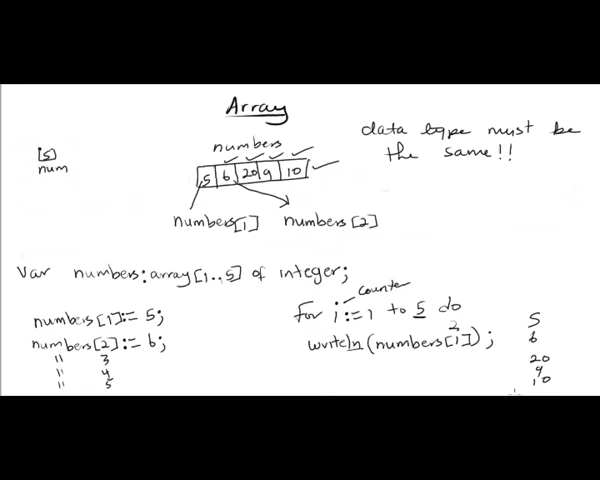 Array
numbers
data type must be
the same!!
[5]
num
5 6 20 9 10
numbers[1] numbers[2]
Var numbers: array[1..5] of integer;
counter
for i:=1 to 5 do
numbers[1]:= 5;
2
writeln(numbers[i]);
numbers[2]:= 6;
" 3
" 4
" 5
5
6
20
9
10